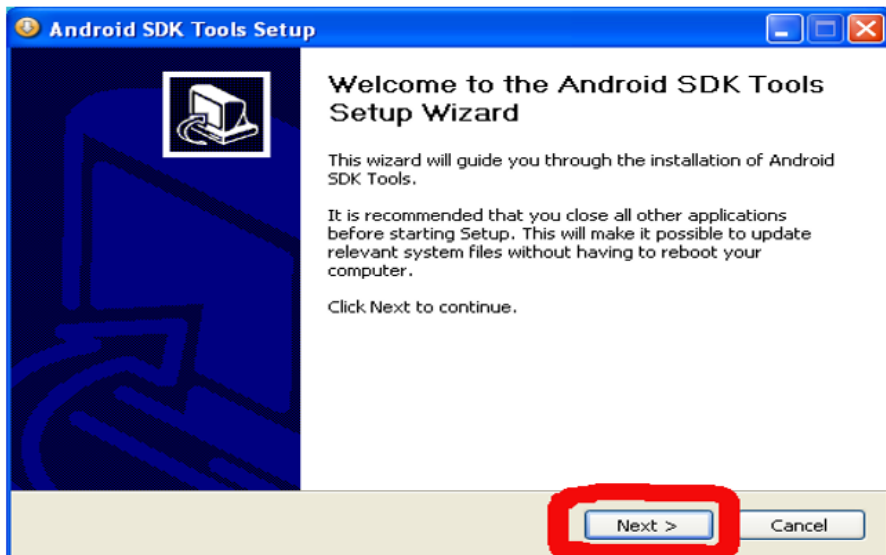 Android SDK Tools Setup
Welcome to the Android SDK Tools
Setup Wizard
This wizard will guide you through the installation of Android
SDK Tools.
It is recommended that you close all other applications
before starting Setup. This will make it possible to update
relevant system files without having to reboot your
computer.
Click Next to continue.
Next >
Cancel